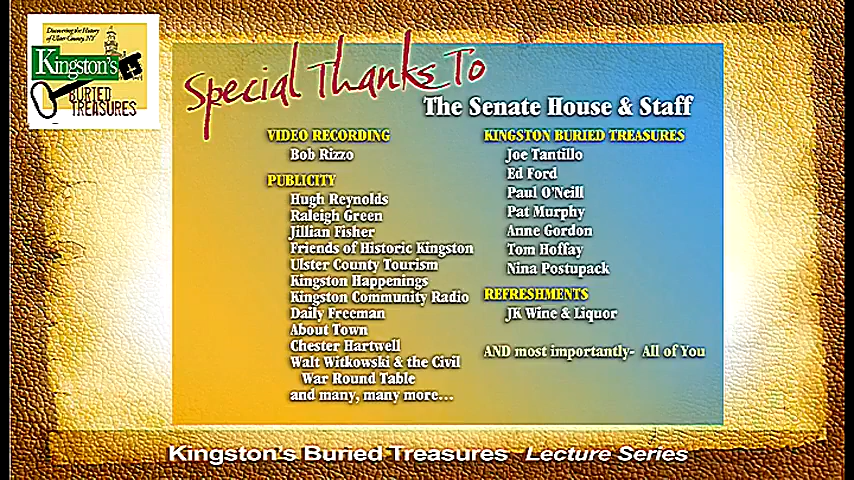 Discovering the History
of Ulster County, NY
Kingston's
BURIED
TREASURES
Special Thanks To
The Senate House & Staff
VIDEO RECORDING
Bob Rizzo
PUBLICITY
Hugh Reynolds
Raleigh Green
Jillian Fisher
Friends of Historic Kingston
Ulster County Tourism
Kingston Happenings
Kingston Community Radio
Daily Freeman
About Town
Chester Hartwell
Walt Witkowski & the Civil
War Round Table
and many, many more...
KINGSTON BURIED TREASURES
Joe Tantillo
Ed Ford
Paul O'Neill
Pat Murphy
Anne Gordon
Tom Hoffay
Nina Postupack
REFRESHMENTS
JK Wine & Liquor
AND most importantly- All of You
Kingston's Buried Treasures Lecture Series